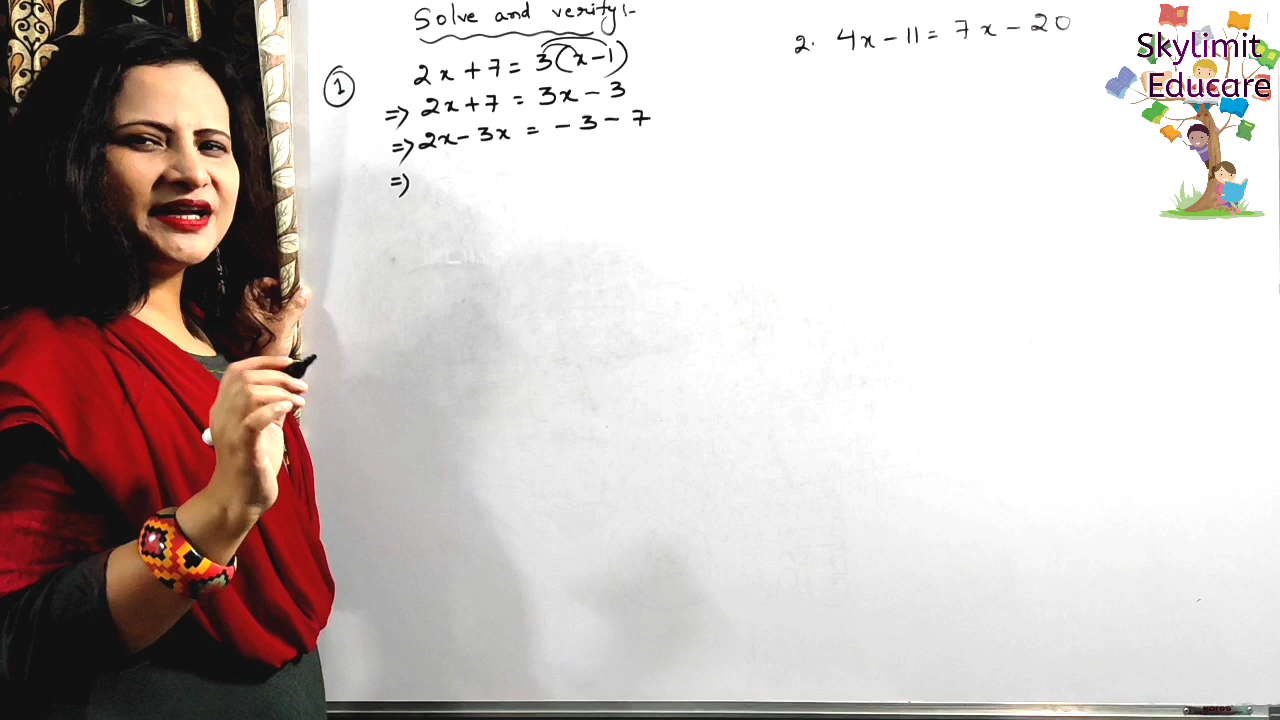 Solve and verify:-
① 2x + 7 = 3(x - 1)
=> 2x + 7 = 3x - 3
=> 2x - 3x = - 3 - 7
=>
2. 4x - 11 = 7x - 20
Skylimit
Educare